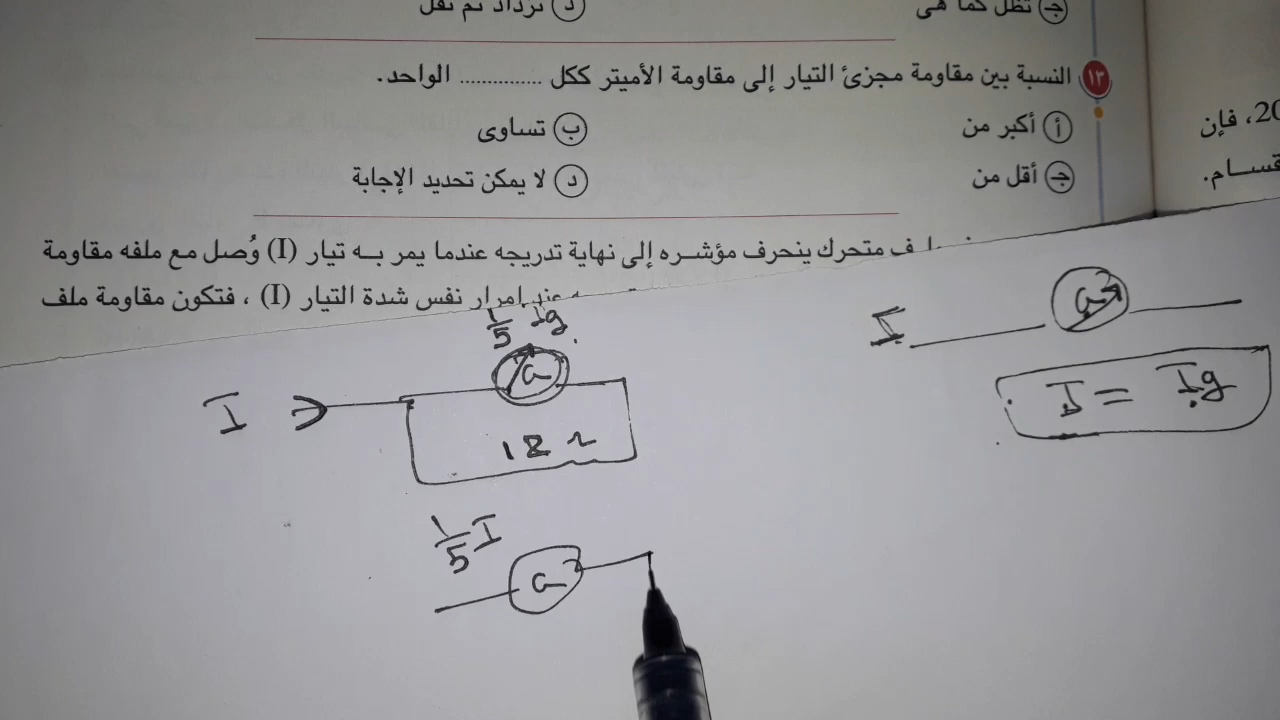 ج تظل كما هى
د تزداد ثم تقل
١٣ النسبة بين مقاومة مجزئ التيار إلى مقاومة الأميتر ككل ............... الواحد.
أ أكبر من
ب تساوى
ج أقل من
د لا يمكن تحديد الإجابة
متحرك ينحرف مؤشره إلى نهاية تدريجه عندما يمر به تيار (I) وُصل مع ملفه مقاومة
عند إمرار نفس شدة التيار (I) ، فتكون مقاومة ملف
20، فإن
قسام.
I G
I = Ig
1/5 Ig
I G
18 Ω
1/5 I
G